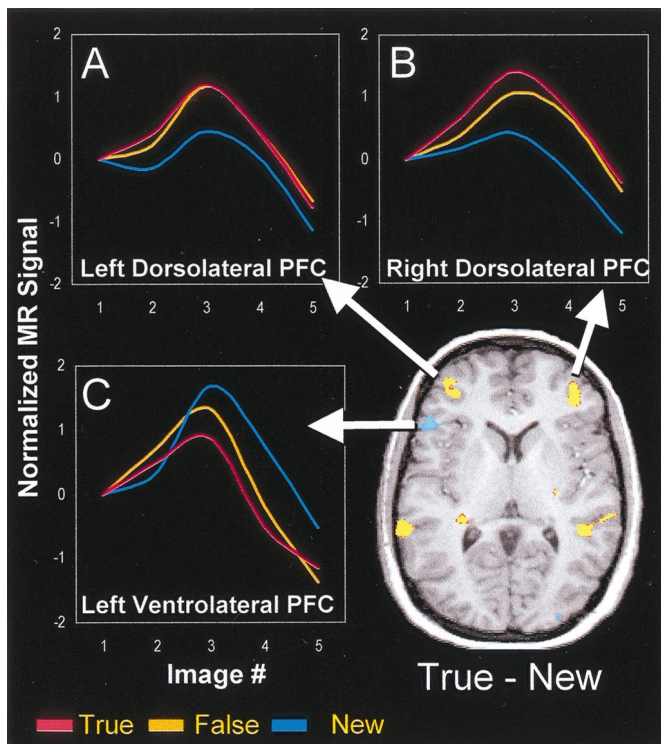 A
2
1
0
-1
-2
Left Dorsolateral PFC
1 2 3 4 5
B
2
1
0
-1
-2
Right Dorsolateral PFC
1 2 3 4 5
Normalized MR Signal
C
2
1
0
-1
-2
Left Ventrolateral PFC
1 2 3 4 5
Image #
True - New
True False New